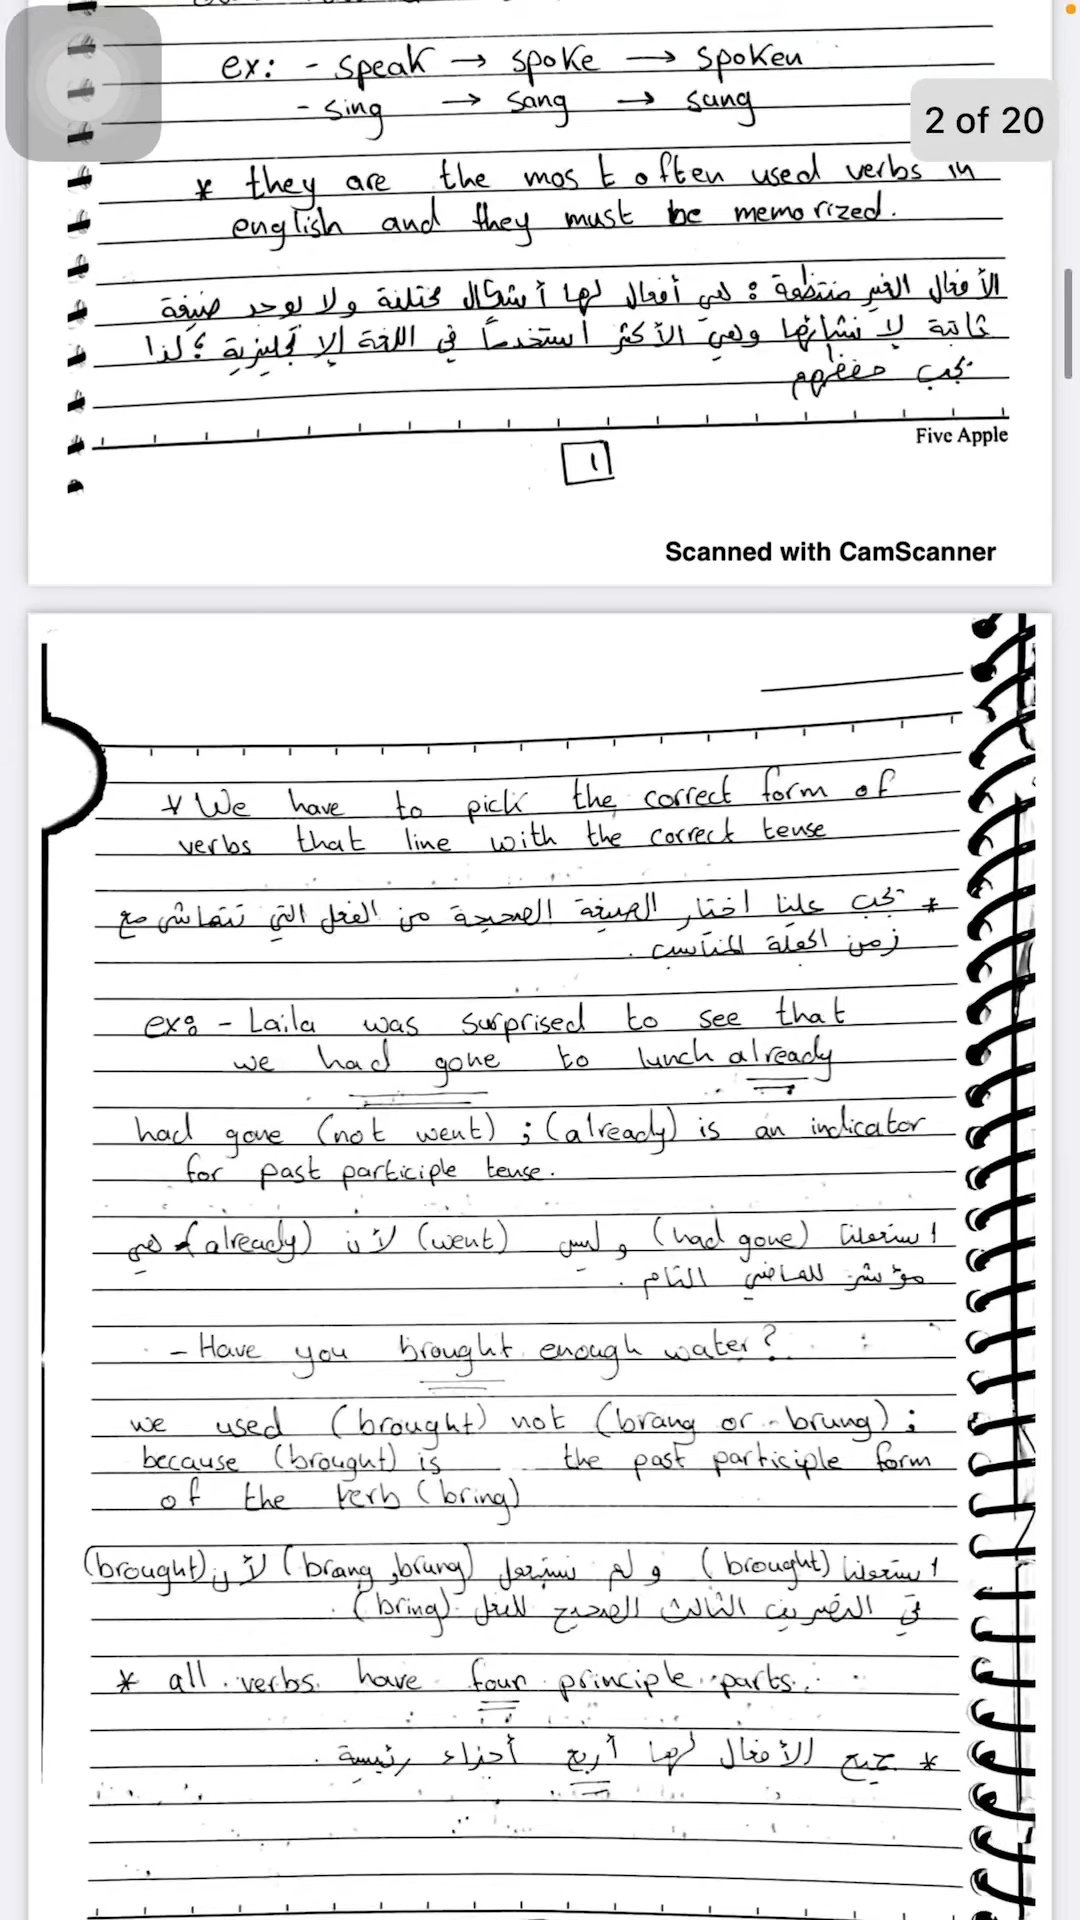 ex: - speak → spoke → spoken
- sing → sang → sung
2 of 20
* they are the most often used verbs in
english and they must be memorized.
الأفعال الغير منتظمة : هي أفعال لها أشكال مختلفة ولا يوجد صيغة
ثابتة لإنشائها وهي الأكثر استخدماً في اللغة الإنجليزية ؛ لذا
يجب حفظهم
Five Apple
1
Scanned with CamScanner
* We have to pick the correct form of
verbs that line with the correct tense
* يجب علينا اختار الصيغة الصحيحة من الفعل التي تتماشى مع
زمن الجملة المناسب .
ex: - Laila was surprised to see that
we had gone to lunch already
had gone (not went) ; (already) is an indicator
for past participle tense.
استعملنا (had gone) وليس (went) لأن (already) هي
مؤشر للماضي التام .
- Have you brought enough water?
we used (brought) not (brang or brung) ;
because (brought) is the past participle form
of the verb (bring)
استعملنا (brought) ولم نستعمل (brang, brung) لأن (brought)
في التصريف الثالث الصحيح للفعل (bring) .
* all verbs have four principle parts.
* جميع الأفعال لها أربع أجزاء رئيسة .